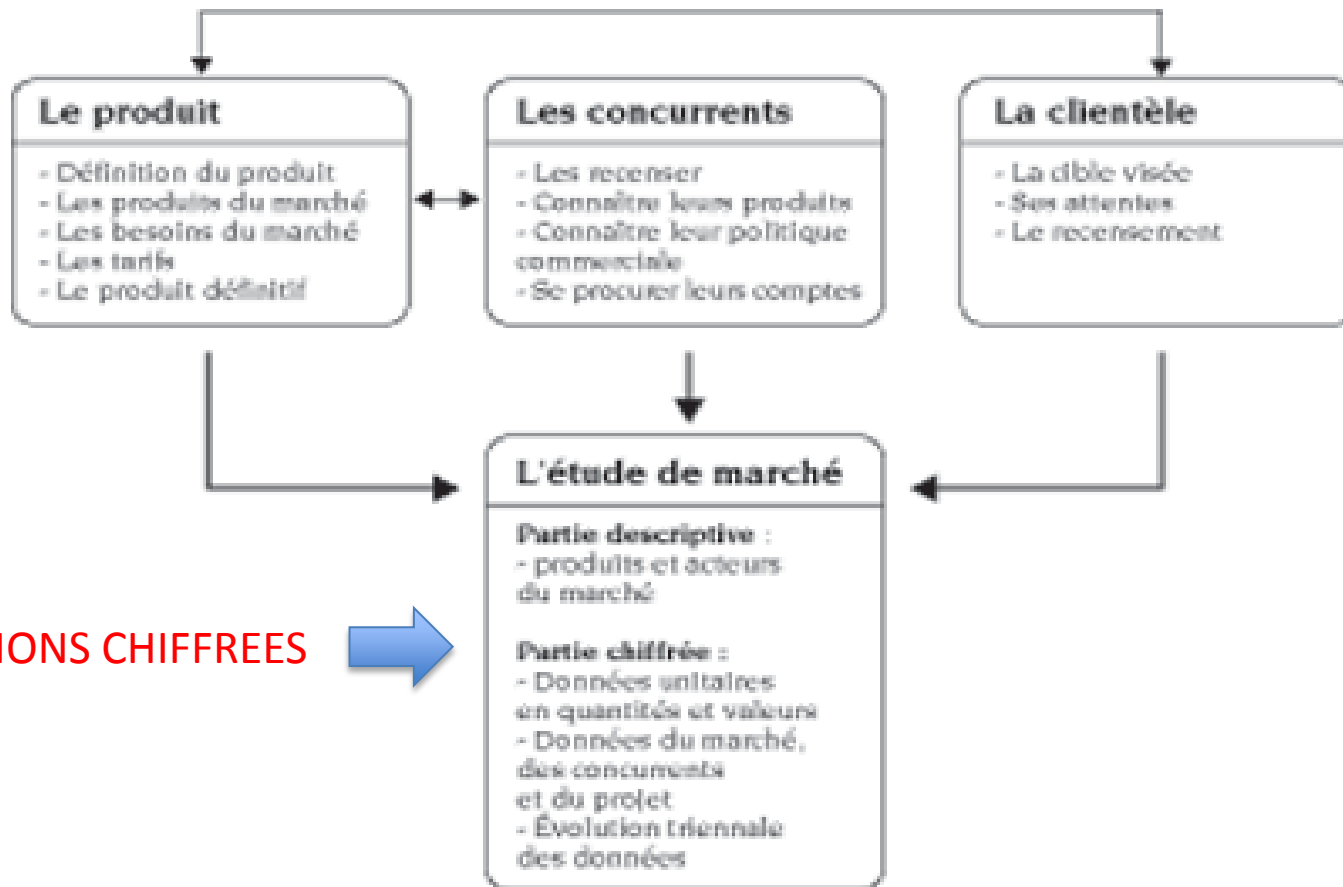 Le produit
- Définition du produit
- Les produits du marché
- Les besoins du marché
- Les tarifs
- Le produit définitif
Les concurrents
- Les recenser
- Connaître leurs produits
- Connaître leur politique
commerciale
- Se procurer leurs comptes
La clientèle
- La cible visée
- Ses attentes
- Le recensement
L'étude de marché
Partie descriptive :
- produits et acteurs
du marché
IONS CHIFFREES
Partie chiffrée :
- Données unitaires
en quantités et valeurs
- Données du marché,
des concurrents
et du projet
- Évolution triennale
des données